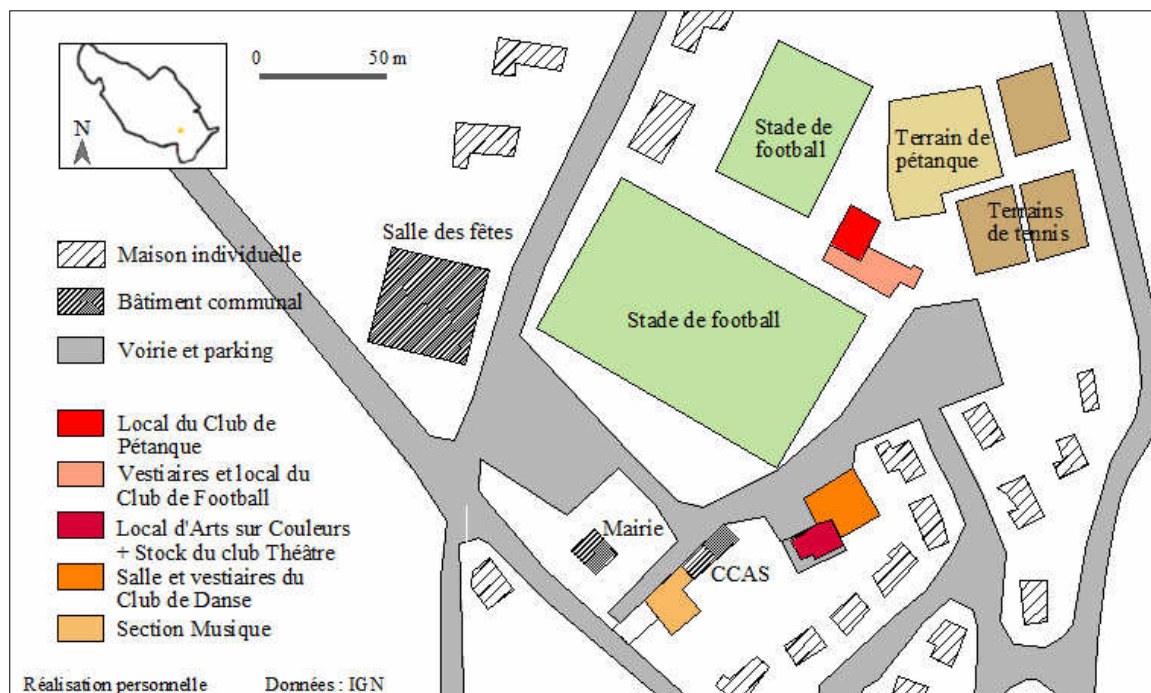 0 50 m
N
Stade de
football
Terrain de
pétanque
Terrains
de tennis
Salle des fêtes
Stade de football
Maison individuelle
Bâtiment communal
Voirie et parking
Local du Club de
Pétanque
Vestiaires et local du
Club de Football
Local d'Arts sur Couleurs
+ Stock du club Théâtre
Salle et vestiaires du
Club de Danse
Section Musique
Mairie
CCAS
Réalisation personnelle Données : IGN